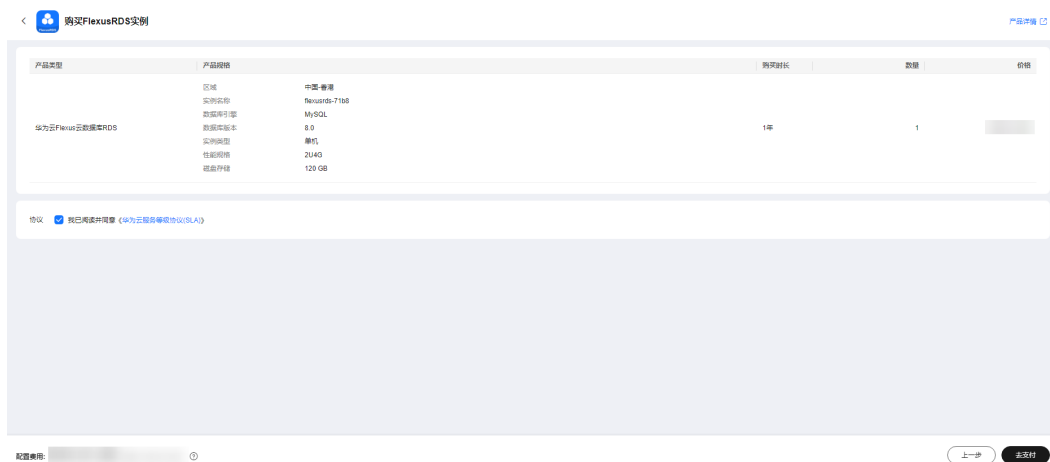 购买FlexusRDS实例
产品详情
产品类型 产品规格 购买时长 数量 价格
区域 中国-香港
实例名称 flexusrds-71b8
数据库引擎 MySQL
华为云Flexus云数据库RDS 数据库版本 8.0 1年 1
实例类型 单机
性能规格 2U4G
磁盘存储 120 GB
协议 我已阅读并同意《华为云服务等级协议(SLA)》
配置费用:
上一步 去支付